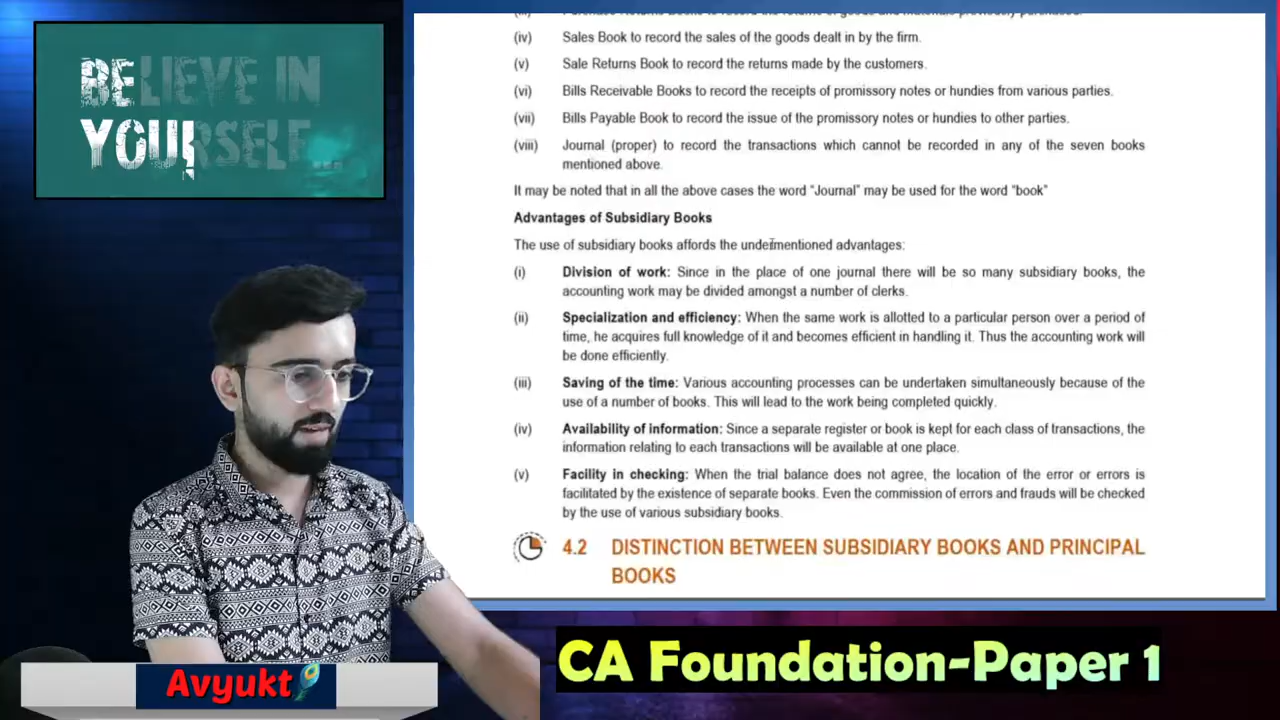 BELIEVE IN
YOURSELF...
(iii) Purchase Returns Books to record the returns of goods and materials previously purchased.
(iv) Sales Book to record the sales of the goods dealt in by the firm.
(v) Sale Returns Book to record the returns made by the customers.
(vi) Bills Receivable Books to record the receipts of promissory notes or hundies from various parties.
(vii) Bills Payable Book to record the issue of the promissory notes or hundies to other parties.
(viii) Journal (proper) to record the transactions which cannot be recorded in any of the seven books
mentioned above.
It may be noted that in all the above cases the word “Journal” may be used for the word “book”
Advantages of Subsidiary Books
The use of subsidiary books affords the undermentioned advantages:
(i) Division of work: Since in the place of one journal there will be so many subsidiary books, the
accounting work may be divided amongst a number of clerks.
(ii) Specialization and efficiency: When the same work is allotted to a particular person over a period of
time, he acquires full knowledge of it and becomes efficient in handling it. Thus the accounting work will
be done efficiently.
(iii) Saving of the time: Various accounting processes can be undertaken simultaneously because of the
use of a number of books. This will lead to the work being completed quickly.
(iv) Availability of information: Since a separate register or book is kept for each class of transactions, the
information relating to each transactions will be available at one place.
(v) Facility in checking: When the trial balance does not agree, the location of the error or errors is
facilitated by the existence of separate books. Even the commission of errors and frauds will be checked
by the use of various subsidiary books.
4.2 DISTINCTION BETWEEN SUBSIDIARY BOOKS AND PRINCIPAL
BOOKS
Avyukt
CA Foundation-Paper 1